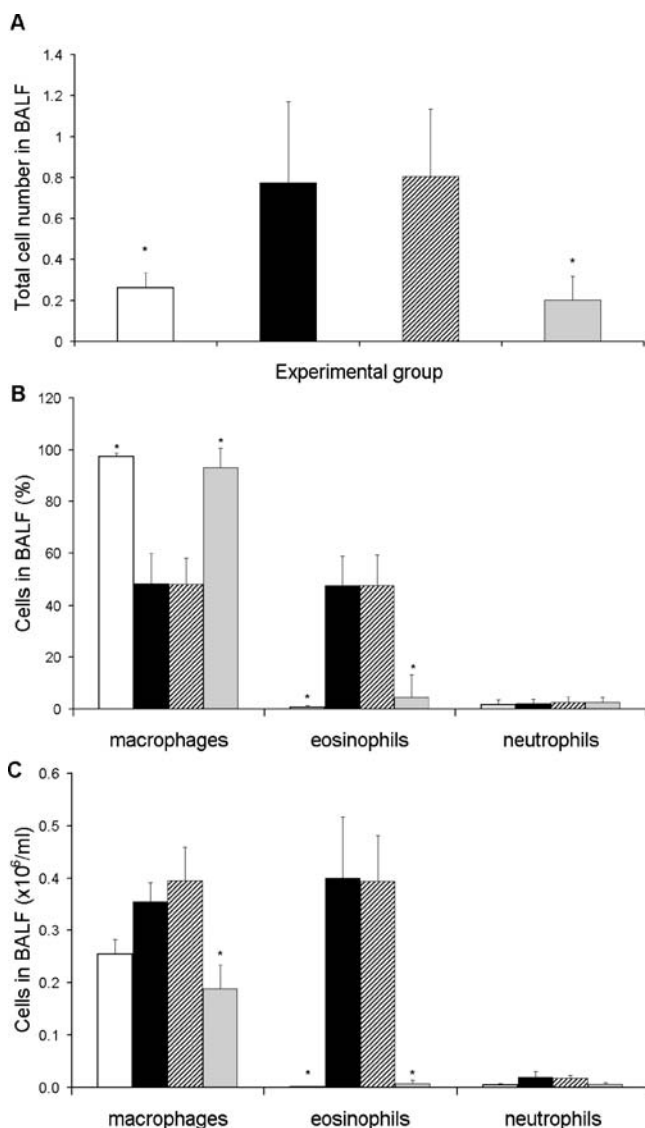 A
Total cell number in BALF
1.4
1.2
1
0.8
0.6
0.4
0.2
0
* *
Experimental group
B
Cells in BALF (%)
120
100
80
60
40
20
0
* * * *
macrophages eosinophils neutrophils
C
Cells in BALF (x10⁶/ml)
0.6
0.5
0.4
0.3
0.2
0.1
0.0
* * *
macrophages eosinophils neutrophils